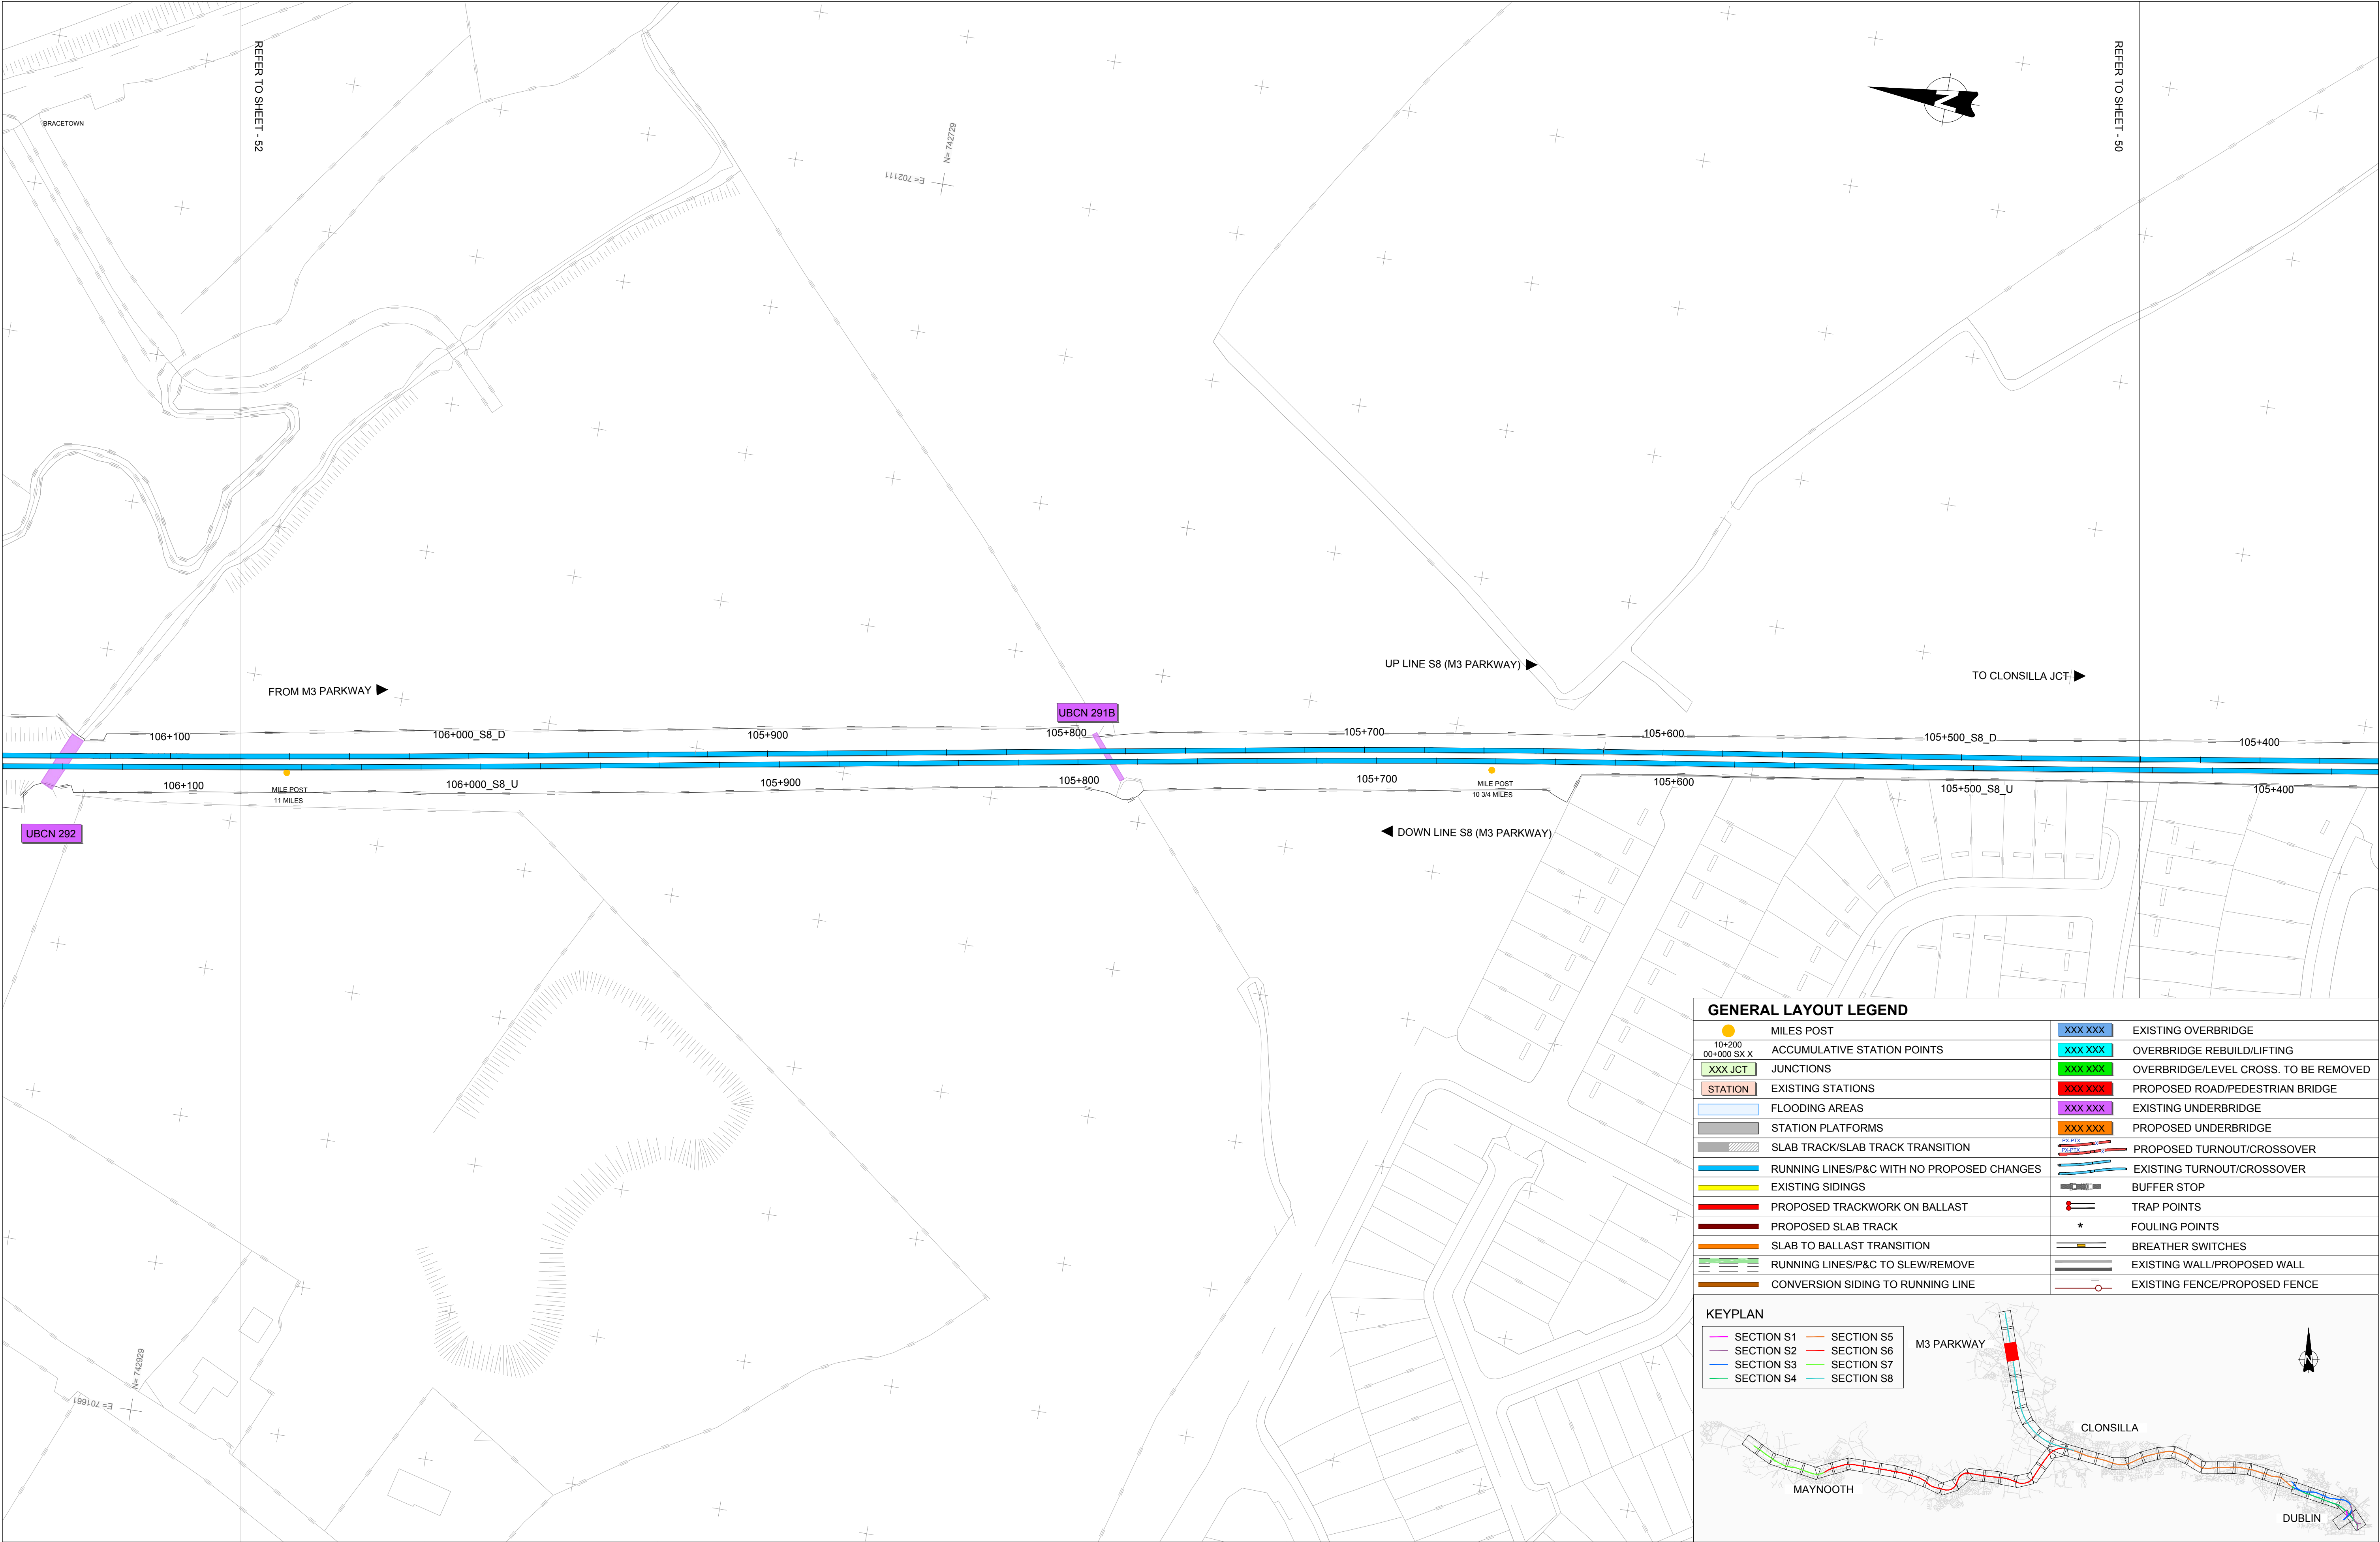 REFER TO SHEET - 52
REFER TO SHEET - 50
BRACETOWN
N= 742729
E= 702111
N
UP LINE S8 (M3 PARKWAY)
TO CLONSILLA JCT
FROM M3 PARKWAY
UBCN 291B
106+100
106+000_S8_D
105+900
105+800
105+700
105+600
105+500_S8_D
105+400
106+100
106+000_S8_U
105+900
105+800
105+700
105+600
105+500_S8_U
105+400
MILE POST
11 MILES
MILE POST
10 3/4 MILES
UBCN 292
DOWN LINE S8 (M3 PARKWAY)
N= 742929
E= 701661
GENERAL LAYOUT LEGEND
MILES POST
10+200
00+000 SX X
ACCUMULATIVE STATION POINTS
XXX JCT
JUNCTIONS
STATION
EXISTING STATIONS
FLOODING AREAS
STATION PLATFORMS
SLAB TRACK/SLAB TRACK TRANSITION
RUNNING LINES/P&C WITH NO PROPOSED CHANGES
EXISTING SIDINGS
PROPOSED TRACKWORK ON BALLAST
PROPOSED SLAB TRACK
SLAB TO BALLAST TRANSITION
RUNNING LINES/P&C TO SLEW/REMOVE
CONVERSION SIDING TO RUNNING LINE
XXX XXX
EXISTING OVERBRIDGE
XXX XXX
OVERBRIDGE REBUILD/LIFTING
XXX XXX
OVERBRIDGE/LEVEL CROSS. TO BE REMOVED
XXX XXX
PROPOSED ROAD/PEDESTRIAN BRIDGE
XXX XXX
EXISTING UNDERBRIDGE
XXX XXX
PROPOSED UNDERBRIDGE
PX-PTX
PX-PTX
PROPOSED TURNOUT/CROSSOVER
EXISTING TURNOUT/CROSSOVER
BUFFER STOP
TRAP POINTS
* FOULING POINTS
BREATHER SWITCHES
EXISTING WALL/PROPOSED WALL
EXISTING FENCE/PROPOSED FENCE
KEYPLAN
SECTION S1
SECTION S2
SECTION S3
SECTION S4
SECTION S5
SECTION S6
SECTION S7
SECTION S8
M3 PARKWAY
N
CLONSILLA
MAYNOOTH
DUBLIN